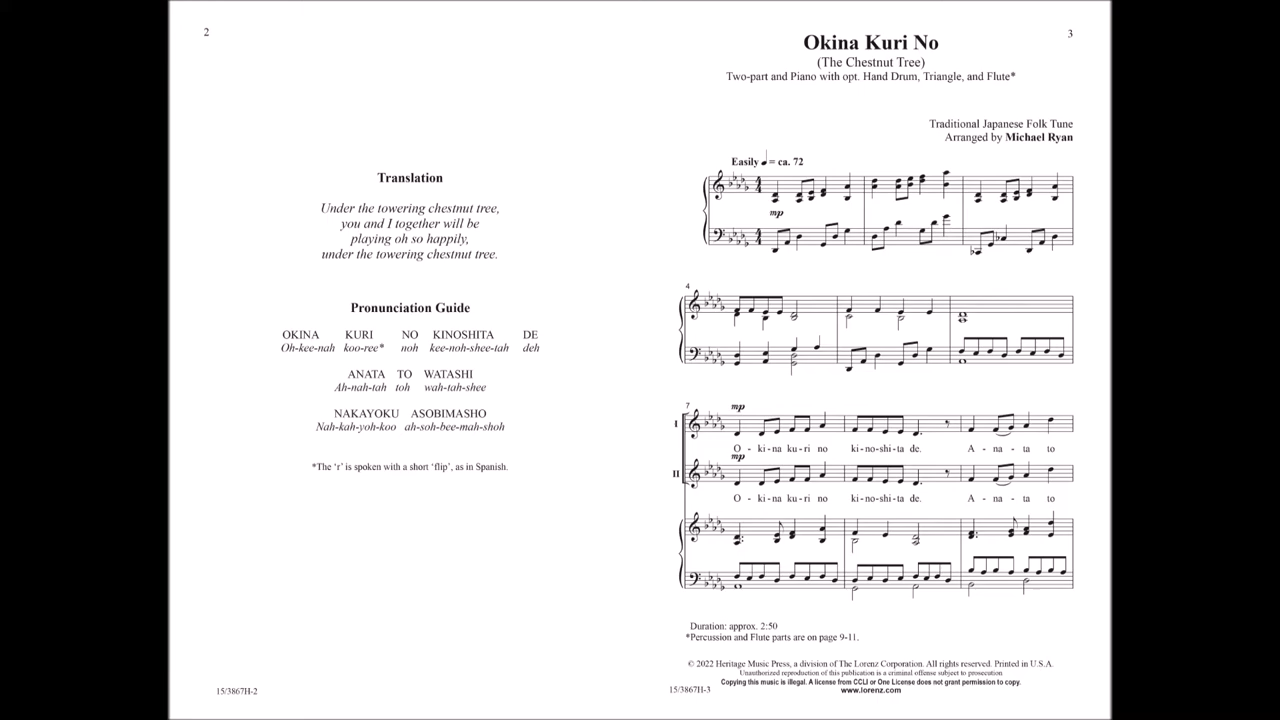 2
Translation
Under the towering chestnut tree,
you and I together will be
playing oh so happily,
under the towering chestnut tree.
Pronunciation Guide
OKINA KURI NO KINOSHITA DE
Oh-kee-nah koo-ree* noh kee-noh-shee-tah deh
ANATA TO WATASHI
Ah-nah-tah toh wah-tah-shee
NAKAYOKU ASOBIMASHO
Nah-kah-yoh-koo ah-soh-bee-mah-shoh
*The ‘r’ is spoken with a short ‘flip’, as in Spanish.
15/3867H-2
3
Okina Kuri No
(The Chestnut Tree)
Two-part and Piano with opt. Hand Drum, Triangle, and Flute*
Traditional Japanese Folk Tune
Arranged by Michael Ryan
Easily ♩ = ca. 72
mp
4
7
mp
I
O - ki-na ku-ri no ki-no-shi-ta de. A - na - ta to
mp
II
O - ki-na ku-ri no ki-no-shi-ta de. A - na - ta to
Duration: approx. 2:50
*Percussion and Flute parts are on page 9-11.
© 2022 Heritage Music Press, a division of The Lorenz Corporation. All rights reserved. Printed in U.S.A.
Unauthorized reproduction of this publication is a criminal offense subject to prosecution
Copying this music is illegal. A license from CCLI or One License does not grant permission to copy.
www.lorenz.com
15/3867H-3